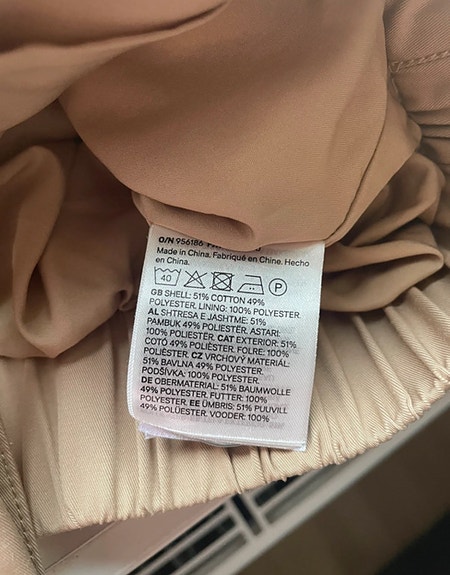 O/N 956186
Made in China. Fabriqué en Chine. Hecho
en China.
40 P
GB SHELL: 51% COTTON 49%
POLYESTER. LINING: 100% POLYESTER.
AL SHTRESA E JASHTME: 51%
PAMBUK 49% POLIESTËR. ASTARI:
100% POLIESTËR. CAT EXTERIOR: 51%
COTÓ 49% POLIÈSTER. FOLRE: 100%
POLIÈSTER. CZ VRCHOVÝ MATERIÁL:
51% BAVLNA 49% POLYESTER.
PODŠÍVKA: 100% POLYESTER.
DE OBERMATERIAL: 51% BAUMWOLLE
49% POLYESTER. FUTTER: 100%
POLYESTER. EE ÜMBRIS: 51% PUUVILL
49% POLÜESTER. VOODER: 100%